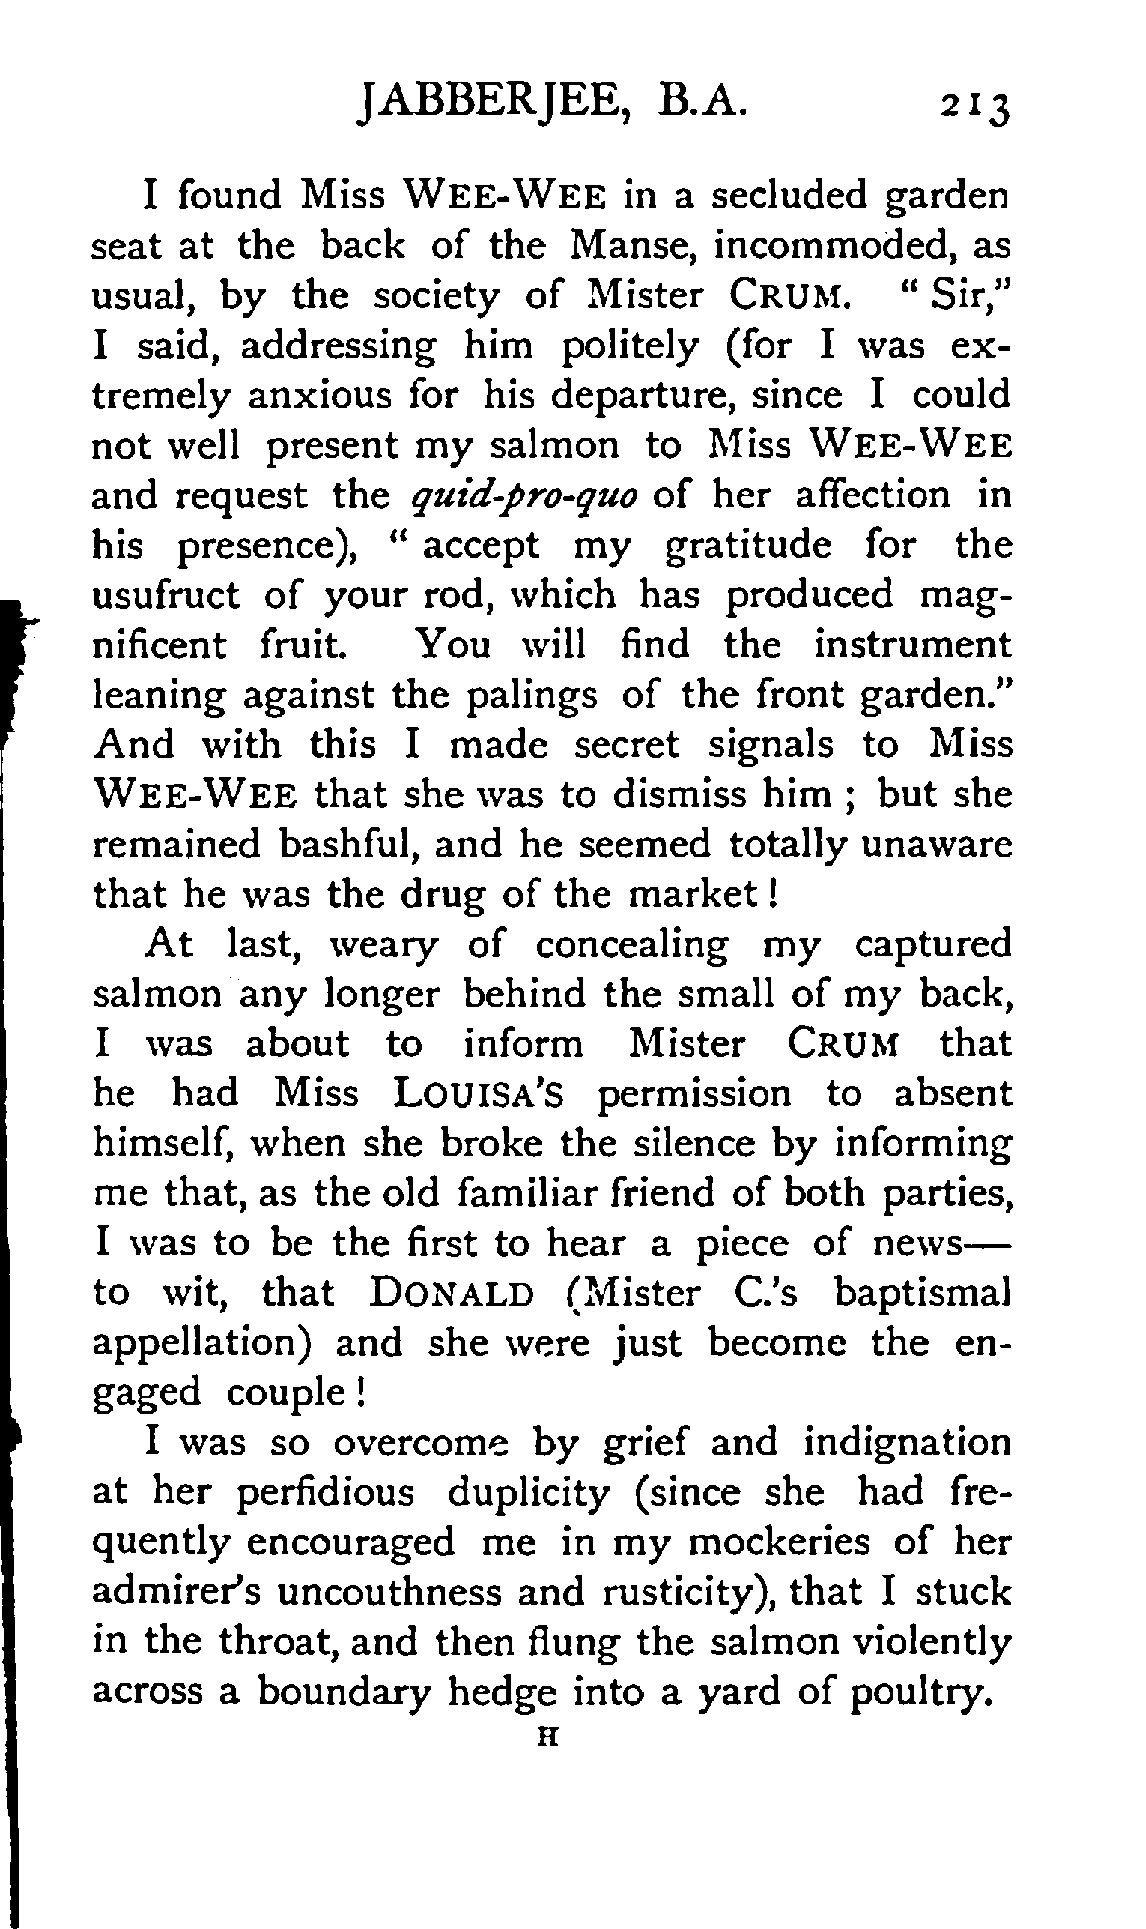 JABBERJEE, B.A. 213
I found Miss WEE-WEE in a secluded garden
seat at the back of the Manse, incommoded, as
usual, by the society of Mister CRUM. " Sir,"
I said, addressing him politely (for I was ex-
tremely anxious for his departure, since I could
not well present my salmon to Miss WEE-WEE
and request the quid-pro-quo of her affection in
his presence), " accept my gratitude for the
usufruct of your rod, which has produced mag-
nificent fruit. You will find the instrument
leaning against the palings of the front garden."
And with this I made secret signals to Miss
WEE-WEE that she was to dismiss him ; but she
remained bashful, and he seemed totally unaware
that he was the drug of the market !
At last, weary of concealing my captured
salmon any longer behind the small of my back,
I was about to inform Mister CRUM that
he had Miss LOUISA'S permission to absent
himself, when she broke the silence by informing
me that, as the old familiar friend of both parties,
I was to be the first to hear a piece of news—
to wit, that DONALD (Mister C.'s baptismal
appellation) and she were just become the en-
gaged couple !
I was so overcome by grief and indignation
at her perfidious duplicity (since she had fre-
quently encouraged me in my mockeries of her
admirer's uncouthness and rusticity), that I stuck
in the throat, and then flung the salmon violently
across a boundary hedge into a yard of poultry.
H